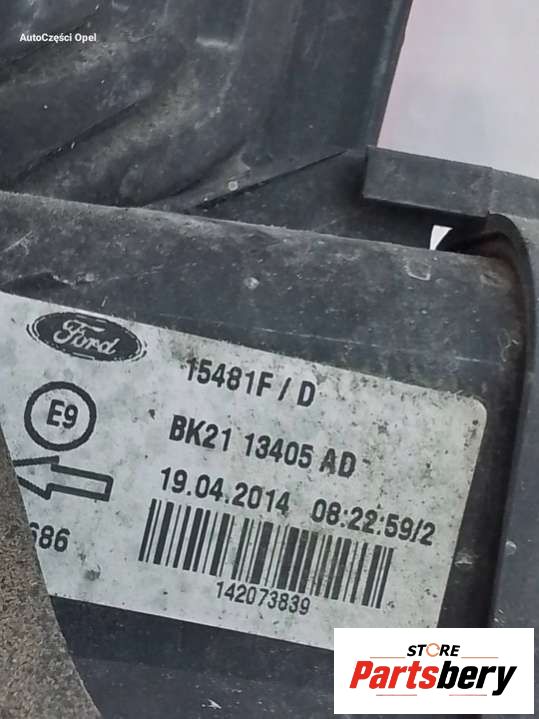 AutoCzęści Opel
Ford
15481F / D
E9
BK21 13405 AD
19.04.2014 08:22:59/2
686
142073839
STORE
Partsbery